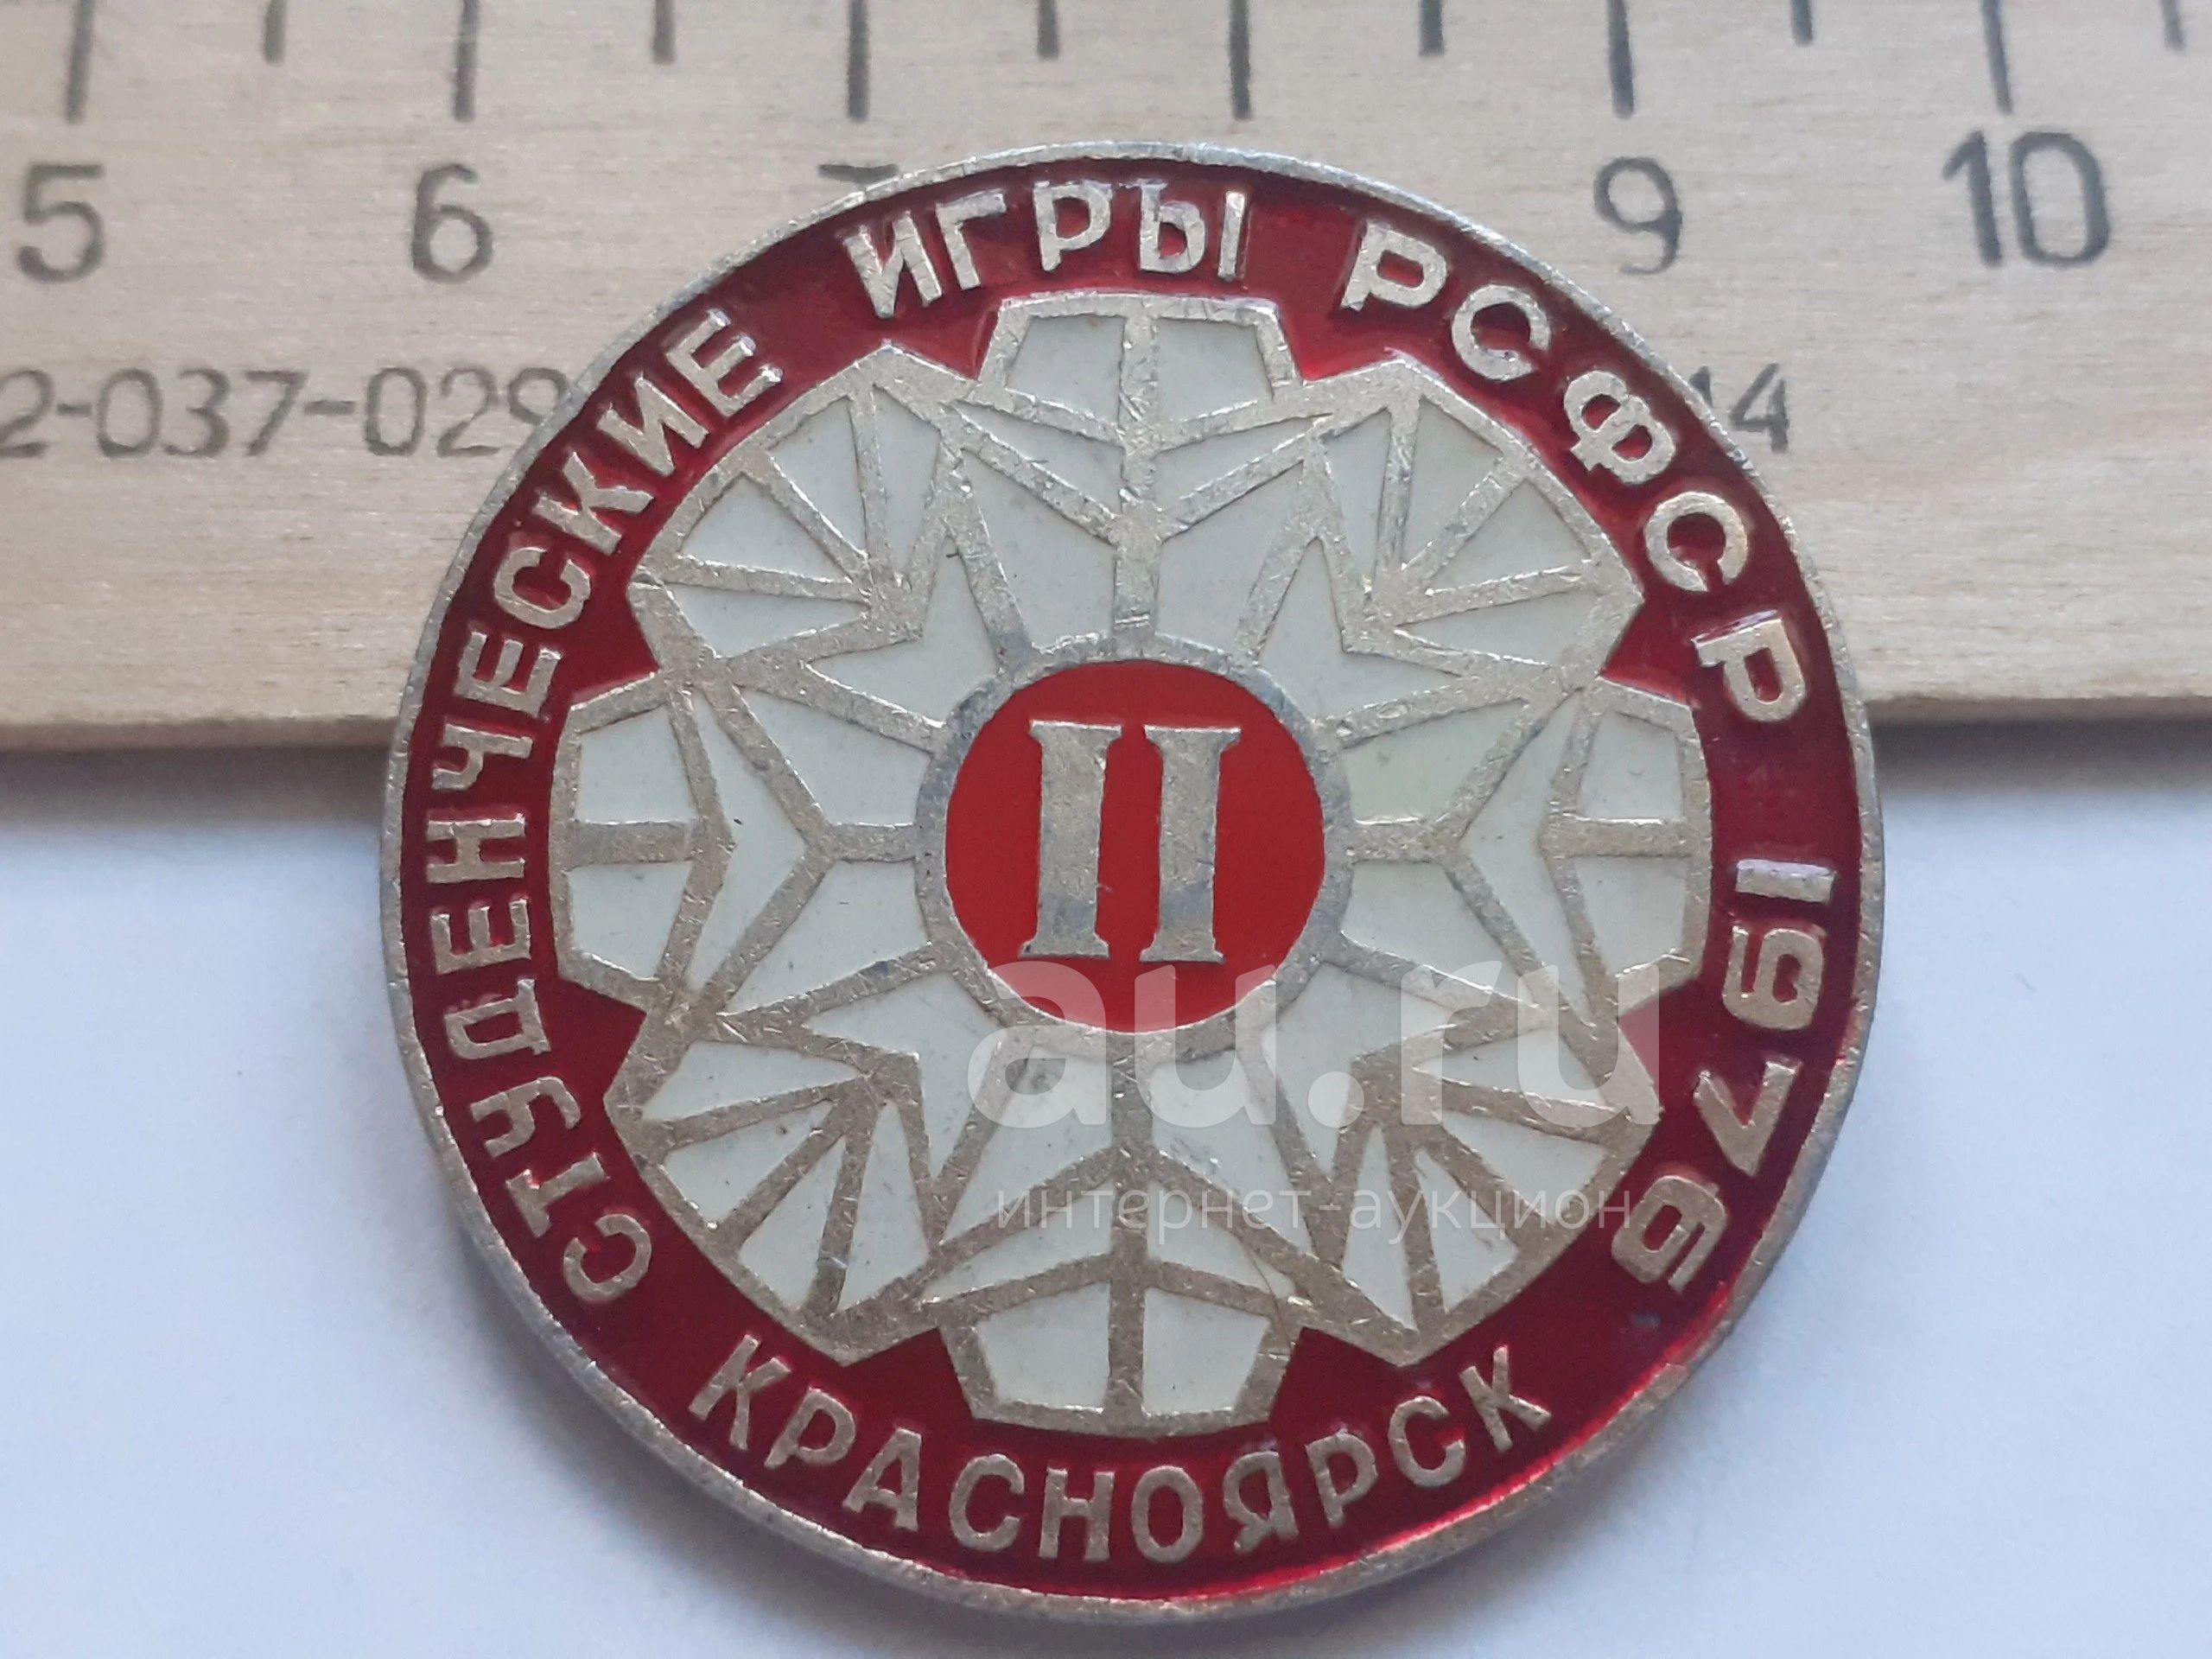 5 6 7 9 10
2-037-029
14
СТУДЕНЧЕСКИЕ ИГРЫ РСФСР 1976
II
КРАСНОЯРСК
au.ru
интернет-аукцион